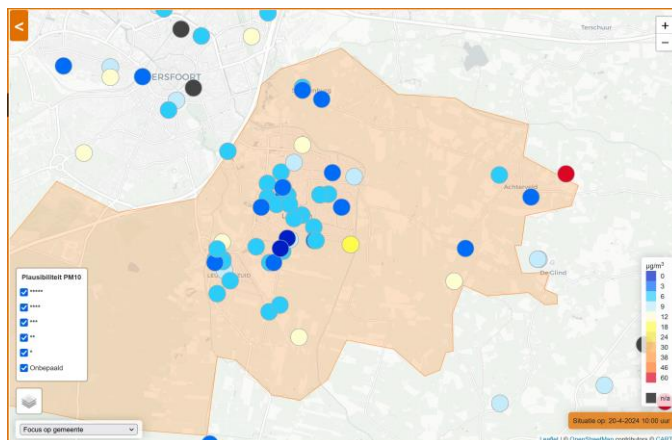 <
Terschuur
+
−
ERSFOORT
Achterveld
De Glind
Plausibiliteit PM10
*****
****
***
**
*
Onbepaald
µg/m³
0
3
6
9
12
18
24
30
38
46
60
n/a
Focus op gemeente
Situatie op: 20-4-2024 10:00 uur
Leaflet | © OpenStreetMap contributors © CART